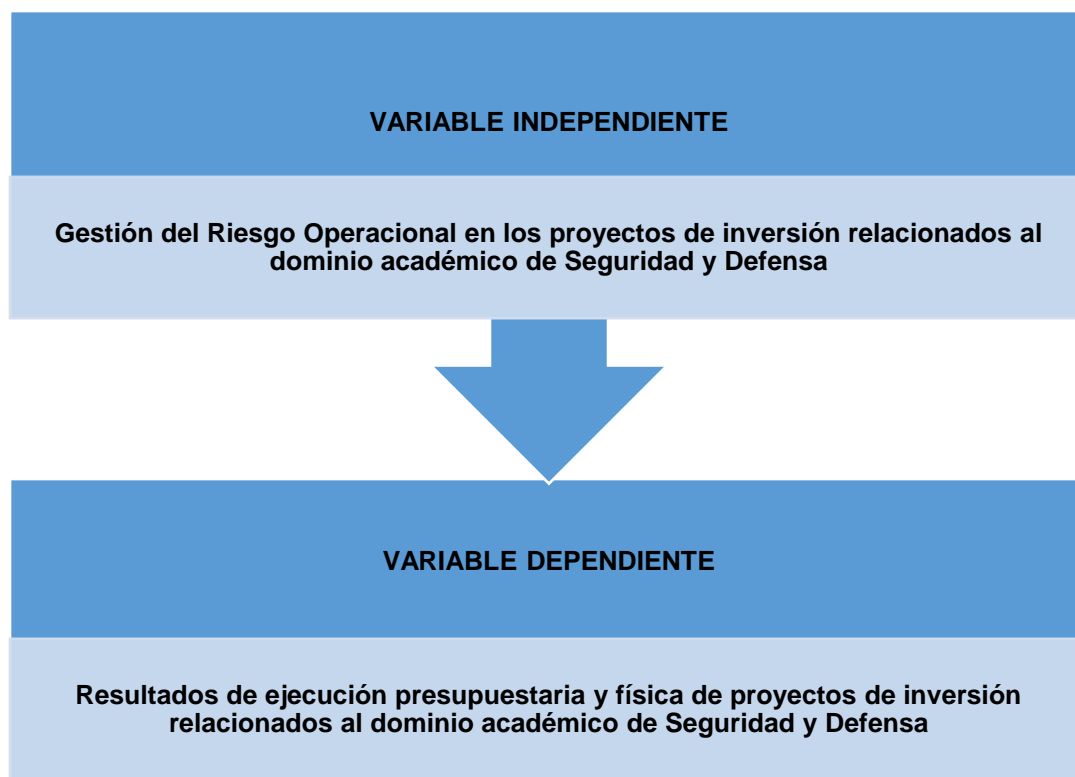 VARIABLE INDEPENDIENTE
Gestión del Riesgo Operacional en los proyectos de inversión relacionados al
dominio académico de Seguridad y Defensa
VARIABLE DEPENDIENTE
Resultados de ejecución presupuestaria y física de proyectos de inversión
relacionados al dominio académico de Seguridad y Defensa